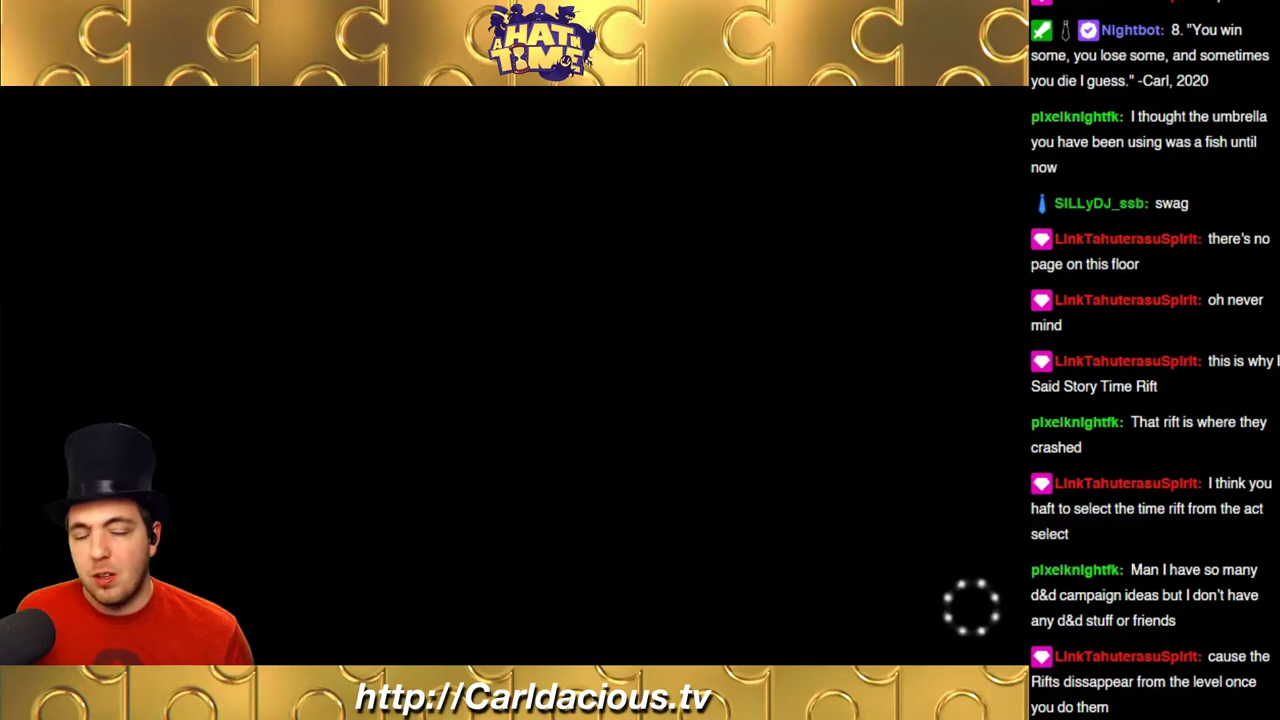 A HAT IN TIME
Nightbot: 8. "You win
some, you lose some, and sometimes
you die I guess." -Carl, 2020
pixelknightfk: I thought the umbrella
you have been using was a fish until
now
SILLyDJ_ssb: swag
LinkTahuterasuSpirit: there's no
page on this floor
LinkTahuterasuSpirit: oh never
mind
LinkTahuterasuSpirit: this is why I
Said Story Time Rift
pixelknightfk: That rift is where they
crashed
LinkTahuterasuSpirit: I think you
haft to select the time rift from the act
select
pixelknightfk: Man I have so many
d&d campaign ideas but I don't have
any d&d stuff or friends
LinkTahuterasuSpirit: cause the
Rifts dissappear from the level once
you do them
http://Carldacious.tv